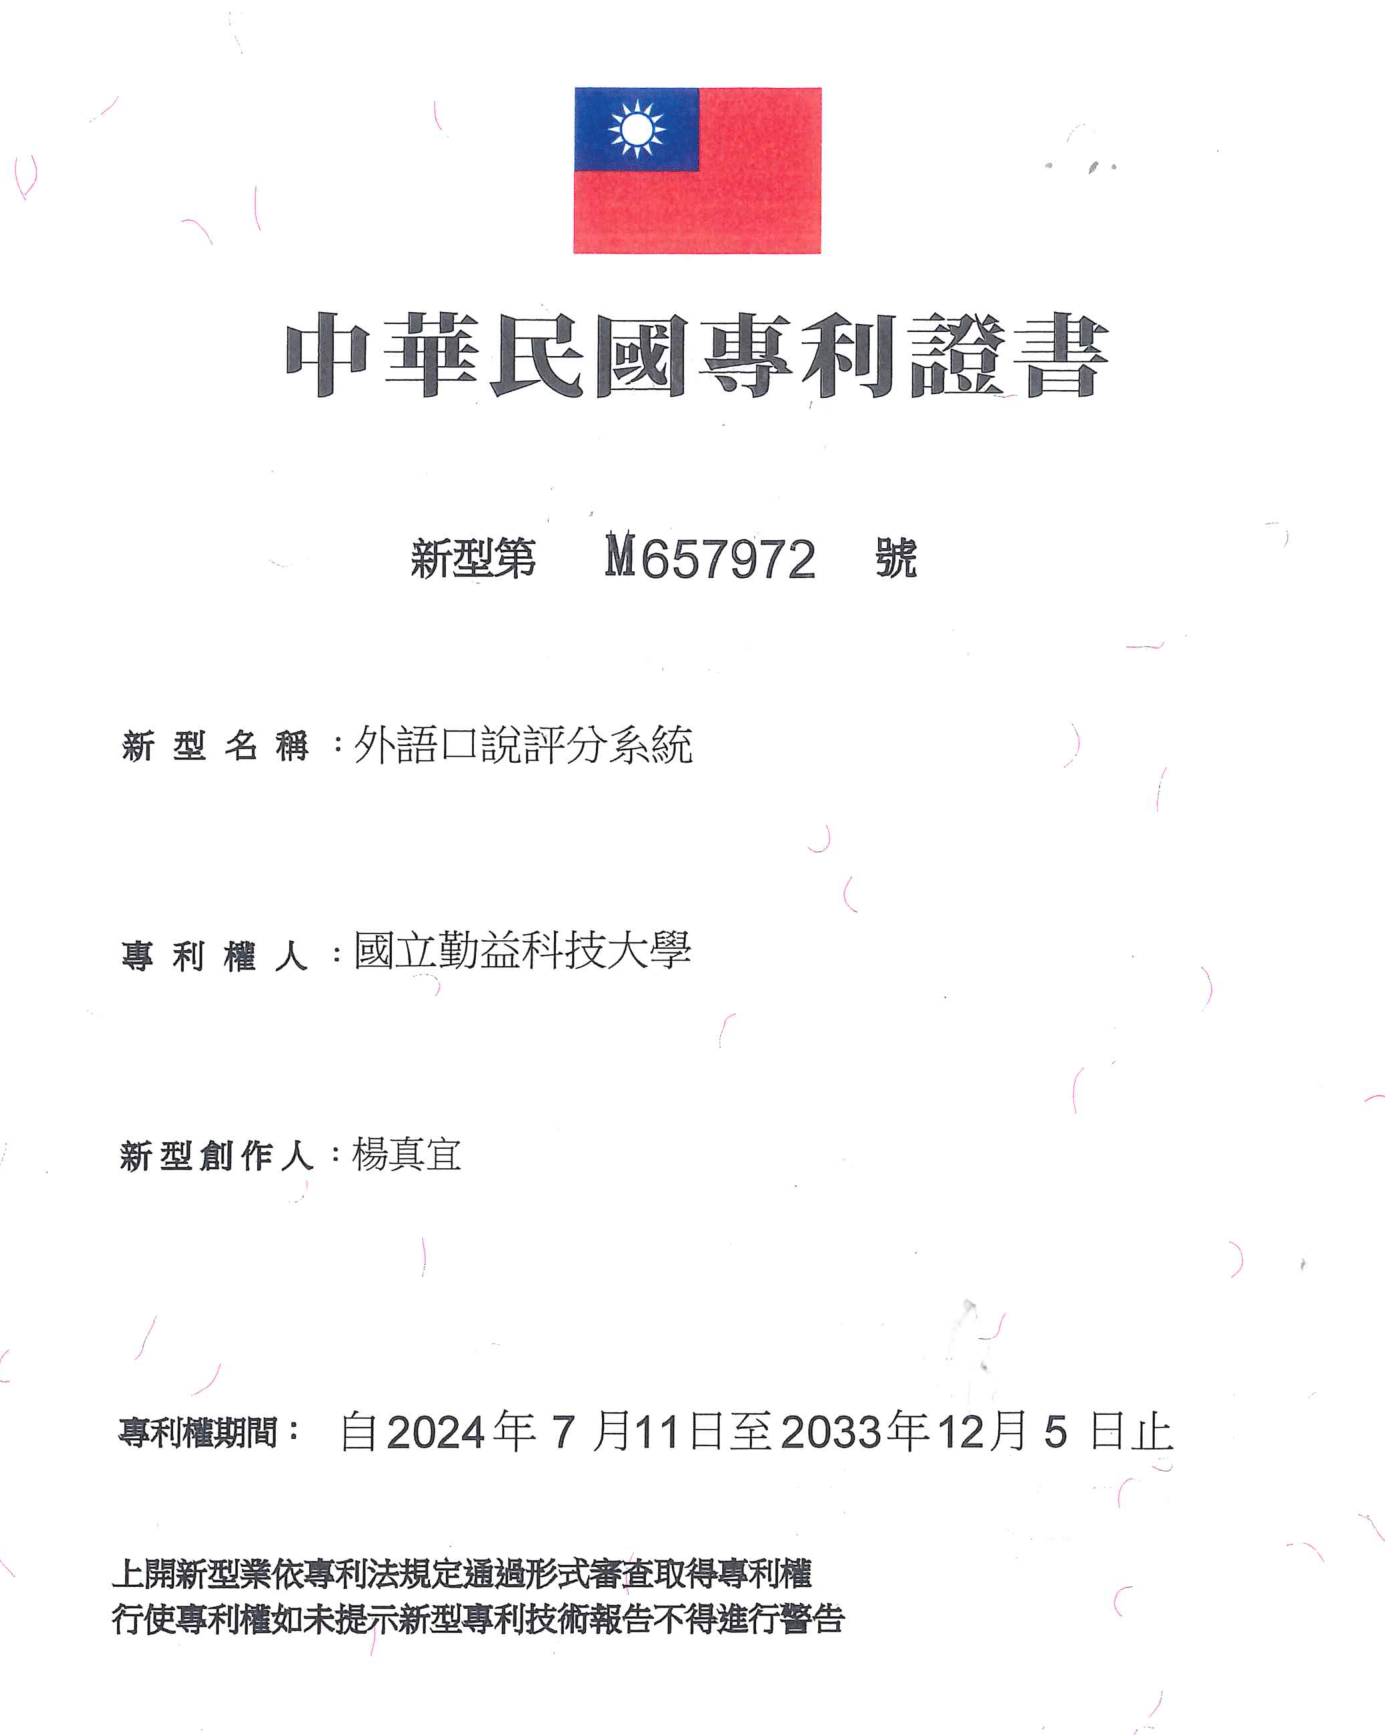 中華民國專利證書
新型第 M657972 號
新型名稱：外語口說評分系統
專利權人：國立勤益科技大學
新型創作人：楊真宜
專利權期間： 自2024年 7 月11日至2033年12月 5 日止
上開新型業依專利法規定通過形式審查取得專利權
行使專利權如未提示新型專利技術報告不得進行警告